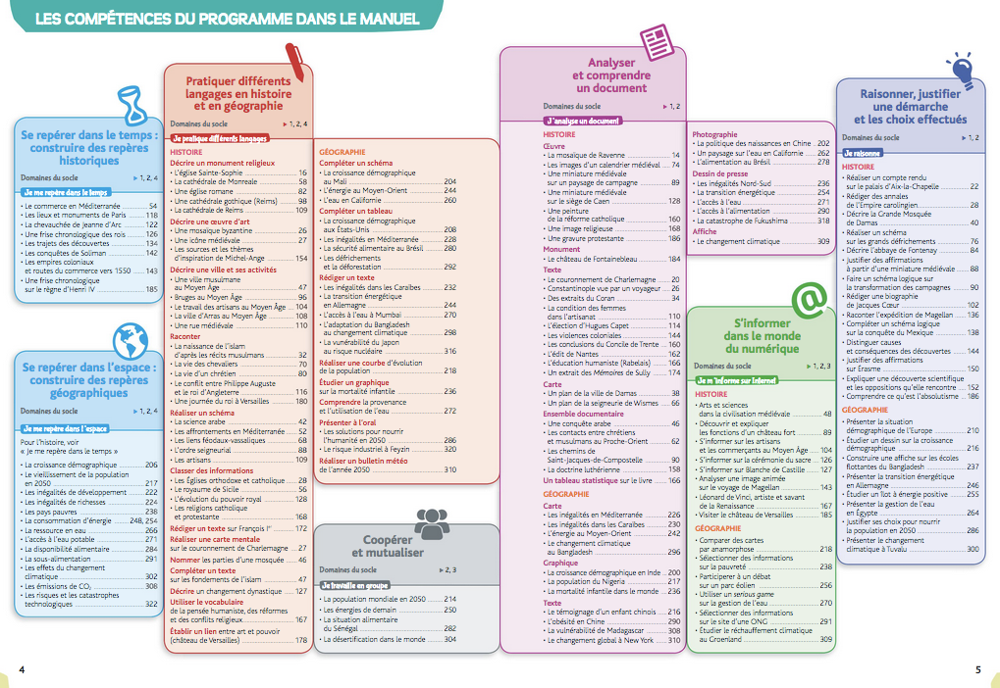 LES COMPÉTENCES DU PROGRAMME DANS LE MANUEL
Se repérer dans le temps :
construire des repères
historiques
Domaines du socle ▶ 1, 2, 4
Je me repère dans le temps
• Le commerce en Méditerranée 54
• Les lieux et monuments de Paris 118
• La chevauchée de Jeanne d'Arc 122
• Une frise chronologique des rois 126
• Les trajets des découvertes 134
• Les conquêtes de Soliman 142
• Les empires coloniaux
et routes du commerce vers 1550 143
• Une frise chronologique
sur le règne d'Henri IV 185
Se repérer dans l'espace :
construire des repères
géographiques
Domaines du socle ▶ 1, 2, 4
Je me repère dans l'espace
Pour l'histoire, voir
« Je me repère dans le temps »
• La croissance démographique 206
• Le vieillissement de la population
en 2050 217
• Les inégalités de développement 222
• Les inégalités de richesses 224
• Les pays pauvres 238
• La consommation d'énergie 248, 254
• La ressource en eau 266
• L'accès à l'eau potable 271
• La disponibilité alimentaire 284
• La sous-alimentation 291
• Les effets du changement
climatique 302
• Les émissions de CO₂ 308
• Les risques et les catastrophes
technologiques 322
Pratiquer différents
langages en histoire
et en géographie
Domaines du socle ▶ 1, 2, 4
Je pratique différents langages
HISTOIRE
Décrire un monument religieux
• L'église Sainte-Sophie 16
• La cathédrale de Monreale 58
• Une église romane 82
• Une cathédrale gothique (Reims) 98
• La cathédrale de Reims 109
Décrire une œuvre d'art
• Une mosaïque byzantine 26
• Une icône médiévale 27
• Les sources et les thèmes
d'inspiration de Michel-Ange 154
Décrire une ville et ses activités
• Une ville musulmane
au Moyen Âge 47
• Bruges au Moyen Âge 96
• Le travail des artisans au Moyen Âge 104
• La ville d'Arras au Moyen Âge 108
• Une rue médiévale 110
Raconter
• La naissance de l'islam
d'après les récits musulmans 32
• La vie des chevaliers 70
• La vie d'un chrétien 80
• Le conflit entre Philippe Auguste
et le roi d'Angleterre 116
• Une journée du roi à Versailles 180
Réaliser un schéma
• La science arabe 42
• Les affrontements en Méditerranée 52
• Les liens féodaux-vassaliques 68
• L'ordre seigneurial 88
• Les artisans 109
Classer des informations
• Les Églises orthodoxe et catholique 28
• Le royaume de Sicile 56
• L'évolution du pouvoir royal 128
• Les religions catholique
et protestante 168
Rédiger un texte sur François Iᵉʳ 172
Réaliser une carte mentale
sur le couronnement de Charlemagne 27
Nommer les parties d'une mosquée 46
Compléter un texte
sur les fondements de l'islam 47
Décrire un changement dynastique 127
Utiliser le vocabulaire
de la pensée humaniste, des réformes
et des conflits religieux 167
Établir un lien entre art et pouvoir
(château de Versailles) 178
GÉOGRAPHIE
Compléter un schéma
• La croissance démographique
au Mali 204
• L'énergie au Moyen-Orient 244
• L'eau en Californie 260
Compléter un tableau
• La croissance démographique
aux États-Unis 208
• Les inégalités en Méditerranée 228
• La sécurité alimentaire au Brésil 280
• Les défrichements
et la déforestation 292
Rédiger un texte
• Les inégalités dans les Caraïbes 232
• La transition énergétique
en Allemagne 244
• L'accès à l'eau à Mumbai 270
• L'adaptation du Bangladesh
au changement climatique 298
• La vunérabilité du Japon
au risque nucléaire 316
Réaliser une courbe d'évolution
de la population 218
Étudier un graphique
sur la mortalité infantile 236
Comprendre la provenance
et l'utilisation de l'eau 272
Présenter à l'oral
• Les solutions pour nourrir
l'humanité en 2050 286
• Le risque industriel à Feyzin 320
Réaliser un bulletin météo
de l'année 2050 310
Coopérer
et mutualiser
Domaines du socle ▶ 2, 3
Je travaille en groupe
• La population mondiale en 2050 214
• Les énergies de demain 250
• La situation alimentaire
du Sénégal 282
• La désertification dans le monde 304
Analyser
et comprendre
un document
Domaines du socle ▶ 1, 2
J'analyse un document
HISTOIRE
Œuvre
• La mosaïque de Ravenne 14
• Les images d'un calendrier médiéval 74
• Une miniature médiévale
sur un paysage de campagne 89
• Une miniature médiévale
sur le siège de Caen 128
• Une peinture
de la réforme catholique 160
• Une image religieuse 168
• Une gravure protestante 186
Monument
• Le château de Fontainebleau 184
Texte
• Le couronnement de Charlemagne 20
• Constantinople vue par un voyageur 26
• Des extraits du Coran 34
• La condition des femmes
dans l'artisanat 110
• L'élection d'Hugues Capet 114
• Les violences coloniales 144
• Les conclusions du Concile de Trente 160
• L'édit de Nantes 162
• L'éducation humaniste (Rabelais) 166
• Un extrait des Mémoires de Sully 174
Carte
• Un plan de la ville de Damas 38
• Un plan de la seigneurie de Wismes 66
Ensemble documentaire
• Une conquête arabe 46
• Les contacts entre chrétiens
et musulmans au Proche-Orient 62
• Les chemins de
Saint-Jacques-de-Compostelle 90
• La doctrine luthérienne 158
Un tableau statistique sur le livre 166
GÉOGRAPHIE
Carte
• Les inégalités en Méditerranée 226
• Les inégalités dans les Caraïbes 230
• L'énergie au Moyen-Orient 242
• Le changement climatique
au Bangladesh 296
Graphique
• La croissance démographique en Inde 200
• La population du Nigeria 217
• La mortalité infantile dans le monde 236
Texte
• Le témoignage d'un enfant chinois 216
• L'obésité en Chine 290
• La vulnérabilité de Madagascar 308
• Le changement global à New York 310
Photographie
• La politique des naissances en Chine 202
• Un paysage sur l'eau en Californie 262
• L'alimentation au Brésil 278
Dessin de presse
• Les inégalités Nord-Sud 236
• La transition énergétique 254
• L'accès à l'eau 271
• L'accès à l'alimentation 290
• La catastrophe de Fukushima 318
Affiche
• Le changement climatique 309
S'informer
dans le monde
du numérique
Domaines du socle ▶ 1, 2, 3
Je m'informe sur Internet
HISTOIRE
• Arts et sciences
dans la civilisation médiévale 48
• Découvrir et expliquer
les fonctions d'un château fort 89
• S'informer sur les artisans
et les commerçants au Moyen Âge 104
• S'informer sur la cérémonie du sacre 126
• S'informer sur Blanche de Castille 127
• Analyser une image animée
sur le voyage de Magellan 143
• Léonard de Vinci, artiste et savant
de la Renaissance 167
• Visiter le château de Versailles 185
GÉOGRAPHIE
• Comparer des cartes
par anamorphose 218
• Sélectionner des informations
sur la pauvreté 238
• Participerer à un débat
sur un parc éolien 256
• Utiliser un serious game
sur la gestion de l'eau 270
• Sélectionner des informations
sur le site d'une ONG 291
• Étudier le réchauffement climatique
au Groenland 309
Raisonner, justifier
une démarche
et les choix effectués
Domaines du socle ▶ 1, 2
Je raisonne
HISTOIRE
• Réaliser un compte rendu
sur le palais d'Aix-la-Chapelle 22
• Rédiger des annales
de l'Empire carolingien 28
• Décrire la Grande Mosquée
de Damas 40
• Réaliser un schéma
sur les grands défrichements 76
• Décrire l'abbaye de Fontenay 84
• Justifier des affirmations
à partir d'une miniature médiévale 88
• Faire un schéma logique sur
la transformation des campagnes 90
• Rédiger une biographie
de Jacques Cœur 102
• Raconter l'expédition de Magellan 136
• Compléter un schéma logique
sur la conquête du Mexique 138
• Distinguer causes
et conséquences des découvertes 144
• Justifier des affirmations
sur Érasme 150
• Expliquer une découverte scientifique
et les oppositions qu'elle rencontre 152
• Comprendre ce qu'est l'absolutisme 186
GÉOGRAPHIE
• Présenter la situation
démographique de l'Europe 210
• Étudier un dessin sur la croissance
démographique 216
• Construire une affiche sur les écoles
flottantes du Bangladesh 237
• Présenter la transition énergétique
en Allemagne 246
• Étudier un îlot à énergie positive 255
• Présenter la gestion de l'eau
en Égypte 264
• Justifier ses choix pour nourrir
la population en 2050 286
• Présenter le changement
climatique à Tuvalu 300
4
5